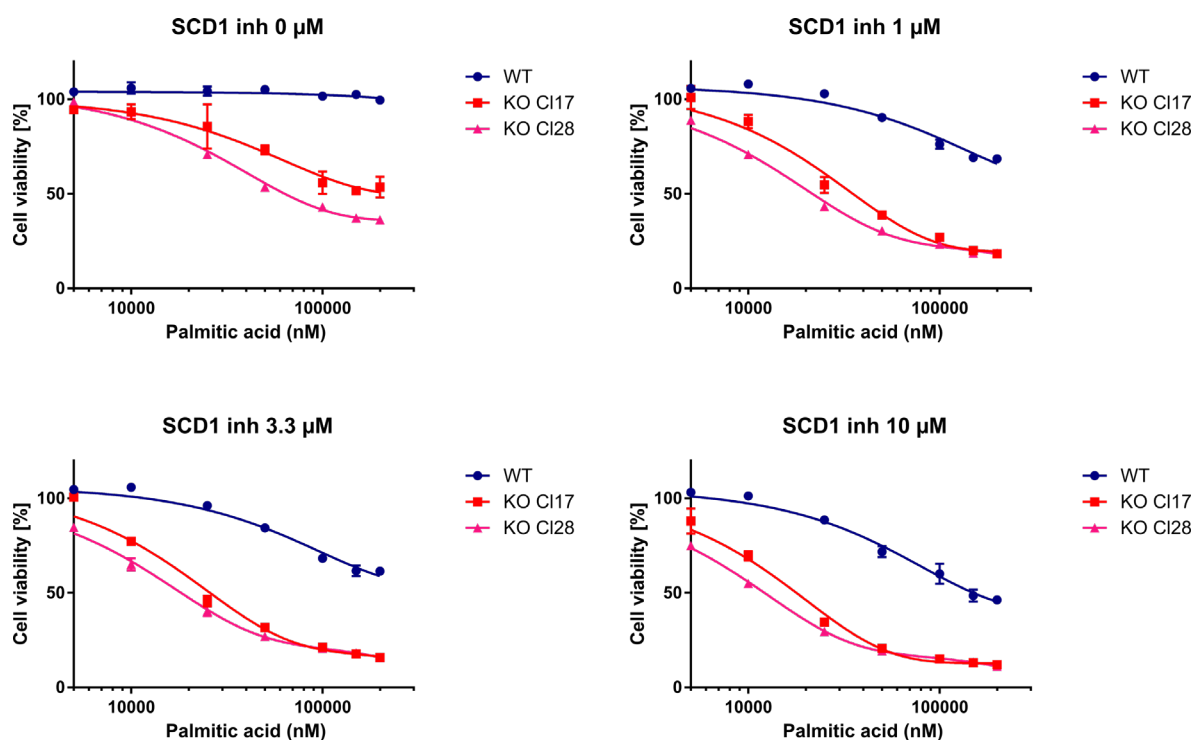 SCD1 inh 0 µM
Cell viability [%]
100
50
0
10000
100000
Palmitic acid (nM)
WT
KO Cl17
KO Cl28
SCD1 inh 1 µM
Cell viability [%]
100
50
0
10000
100000
Palmitic acid (nM)
WT
KO Cl17
KO Cl28
SCD1 inh 3.3 µM
Cell viability [%]
100
50
0
10000
100000
Palmitic acid (nM)
WT
KO Cl17
KO Cl28
SCD1 inh 10 µM
Cell viability [%]
100
50
0
10000
100000
Palmitic acid (nM)
WT
KO Cl17
KO Cl28